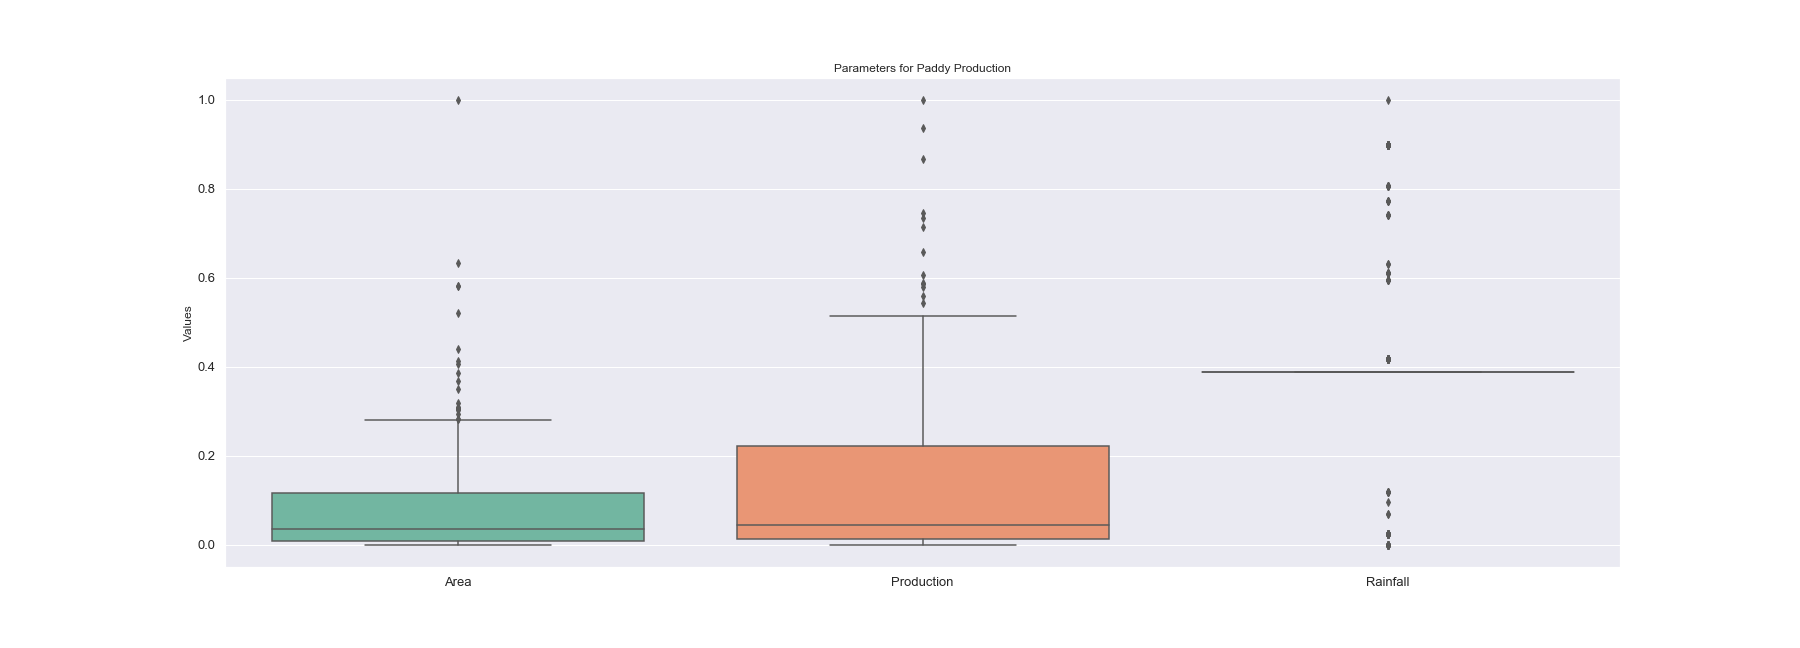 Parameters for Paddy Production
1.0
0.8
0.6
0.4
0.2
0.0
Values
Area
Production
Rainfall